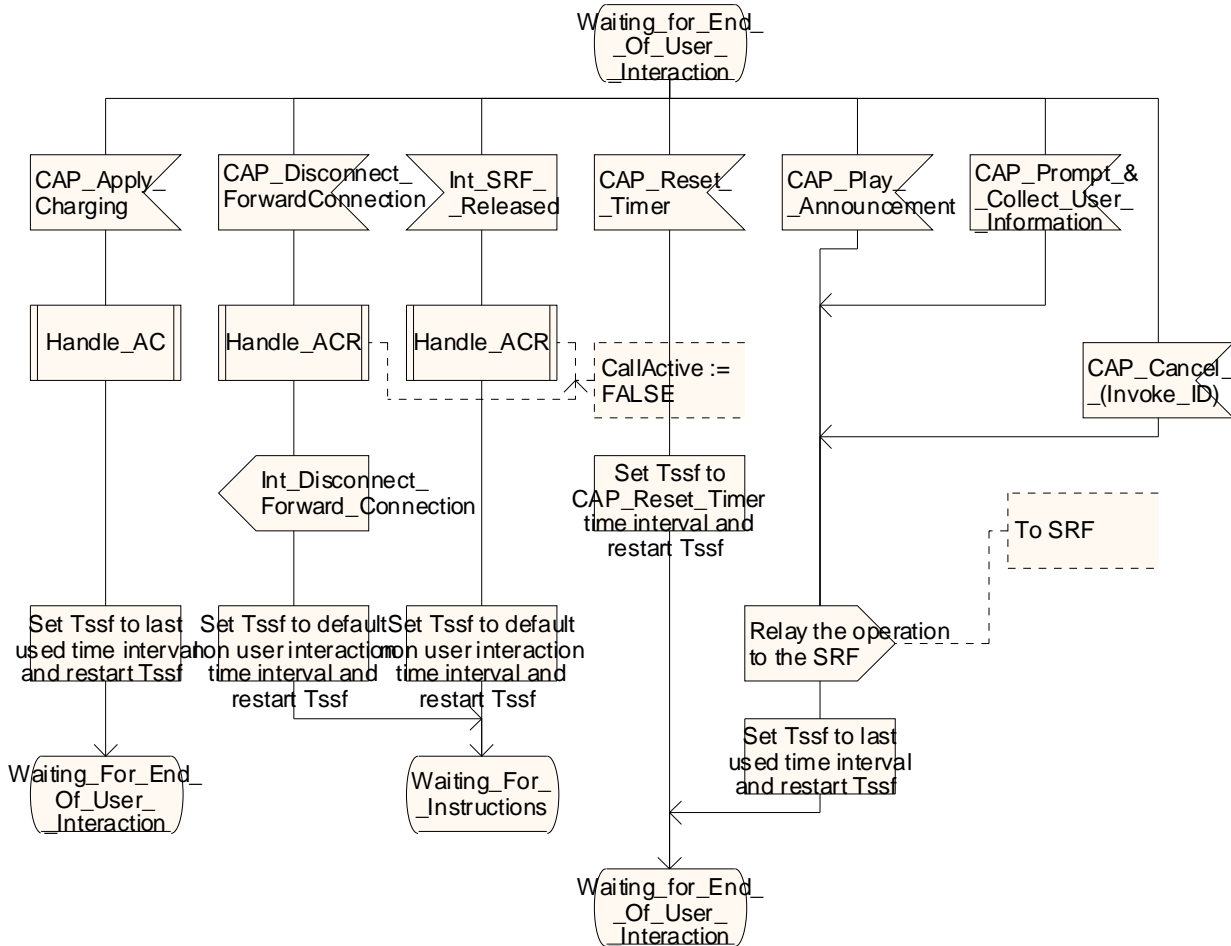 Waiting_for_End_
_Of_User_
_Interaction
CAP_Apply_
Charging
CAP_Disconnect_
ForwardConnection
Int_SRF_
_Released
CAP_Reset_
_Timer
CAP_Play_
_Announcement
CAP_Prompt_&
_Collect_User_
_Information
Handle_AC
Handle_ACR
Handle_ACR
CallActive :=
FALSE
CAP_Cancel_
_(Invoke_ID)
Int_Disconnect_
Forward_Connection
Set Tssf to
CAP_Reset_Timer
time interval and
restart Tssf
To SRF
Set Tssf to last
used time interval
and restart Tssf
Set Tssf to default
non user interaction
time interval and
restart Tssf
Set Tssf to default
non user interaction
time interval and
restart Tssf
Relay the operation
to the SRF
Set Tssf to last
used time interval
and restart Tssf
Waiting_For_End_
_Of_User_
_Interaction
Waiting_For_
_Instructions
Waiting_for_End_
_Of_User_
_Interaction